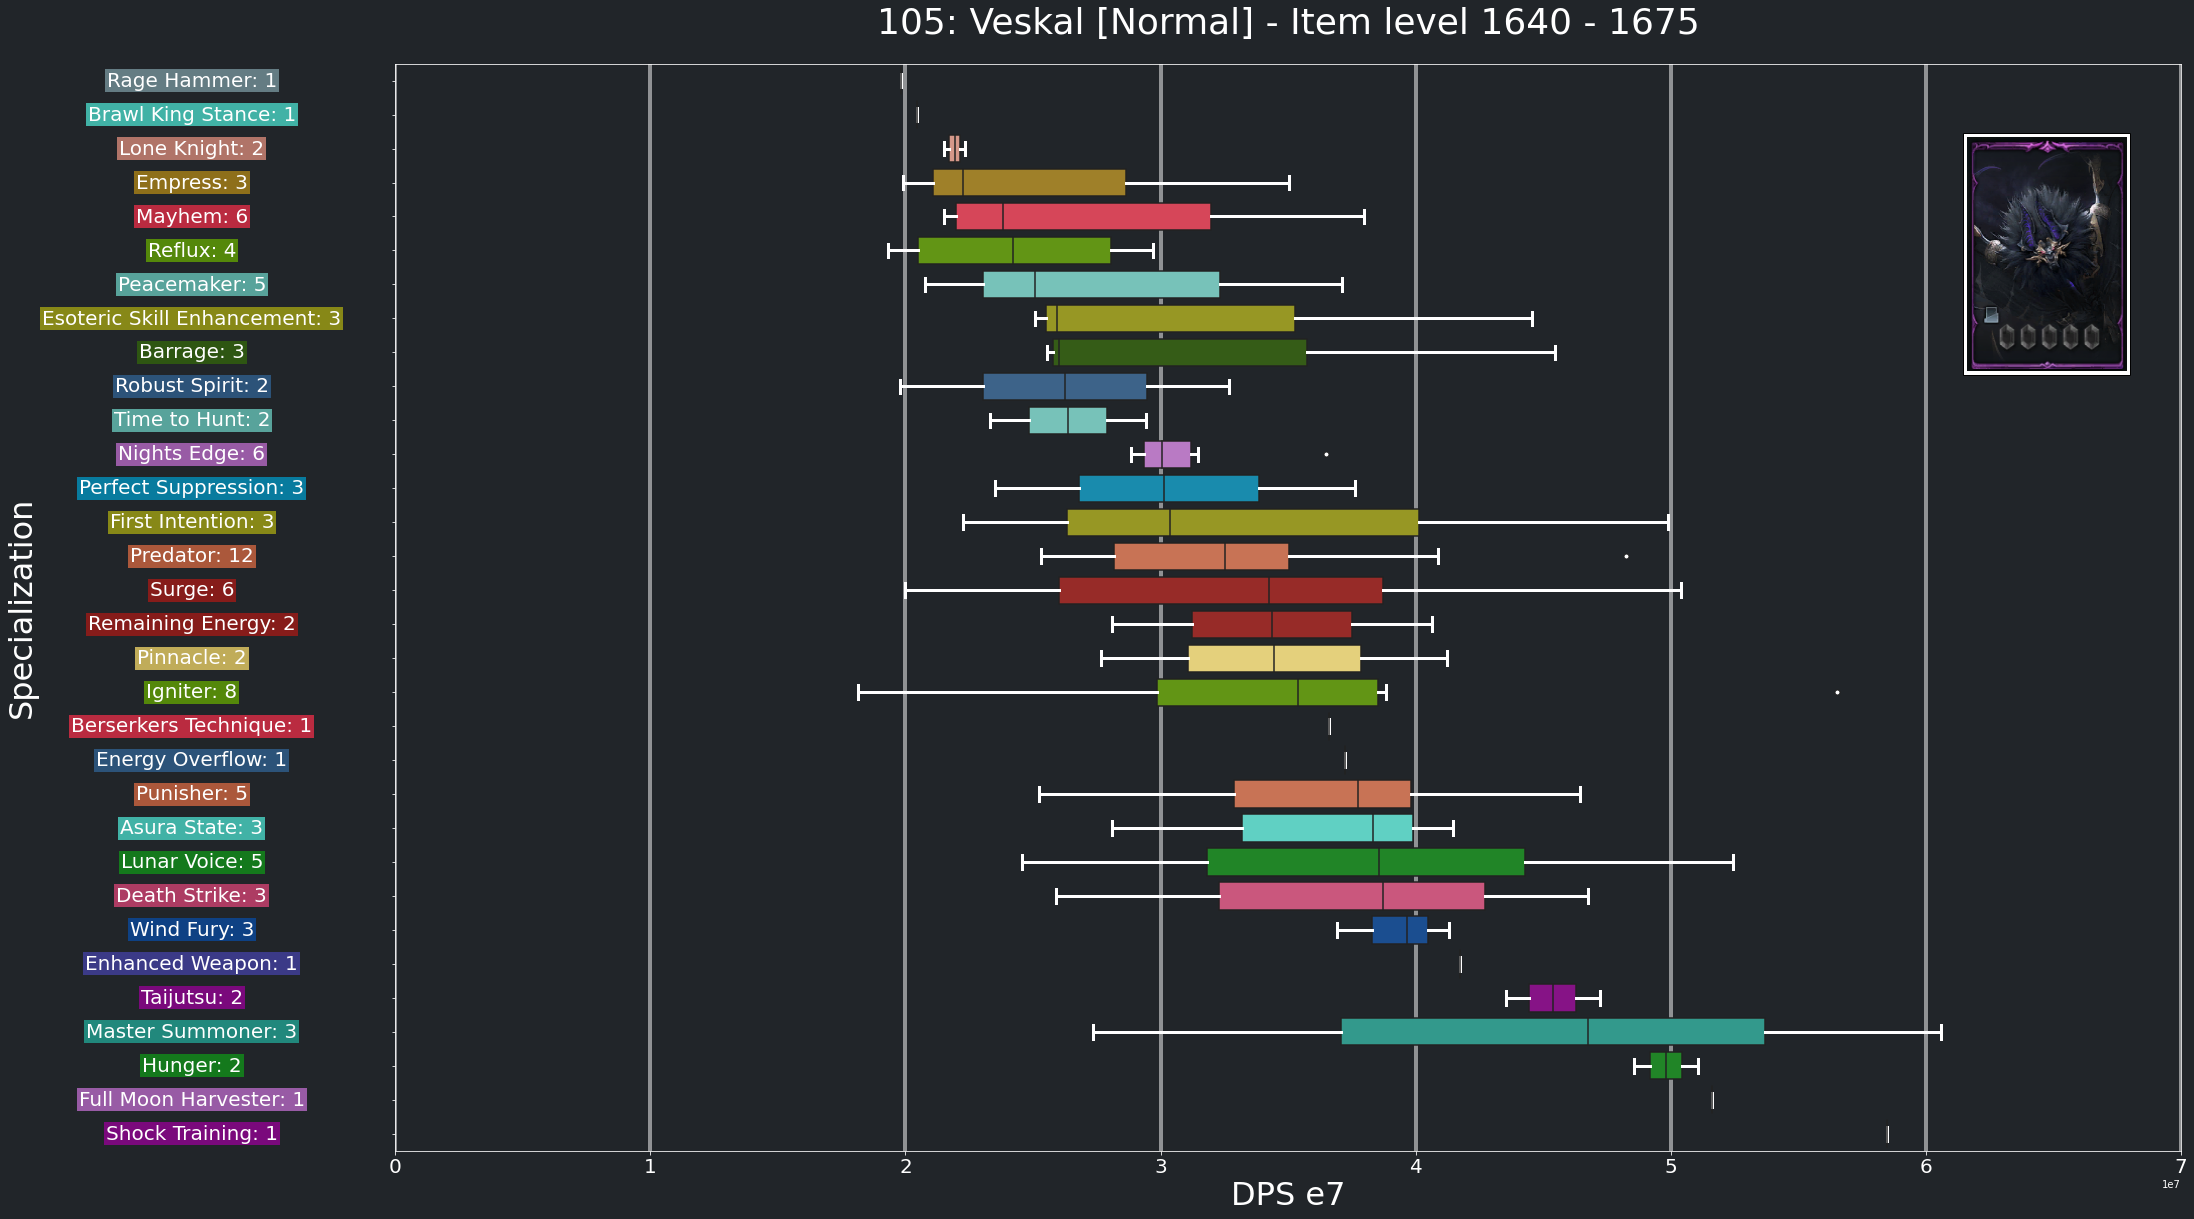 105: Veskal [Normal] - Item level 1640 - 1675
Rage Hammer: 1
Brawl King Stance: 1
Lone Knight: 2
Empress: 3
Mayhem: 6
Reflux: 4
Peacemaker: 5
Esoteric Skill Enhancement: 3
Barrage: 3
Robust Spirit: 2
Time to Hunt: 2
Nights Edge: 6
Perfect Suppression: 3
First Intention: 3
Predator: 12
Surge: 6
Remaining Energy: 2
Pinnacle: 2
Igniter: 8
Berserkers Technique: 1
Energy Overflow: 1
Punisher: 5
Asura State: 3
Lunar Voice: 5
Death Strike: 3
Wind Fury: 3
Enhanced Weapon: 1
Taijutsu: 2
Master Summoner: 3
Hunger: 2
Full Moon Harvester: 1
Shock Training: 1
Specialization
0 1 2 3 4 5 6 7
1e7
DPS e7